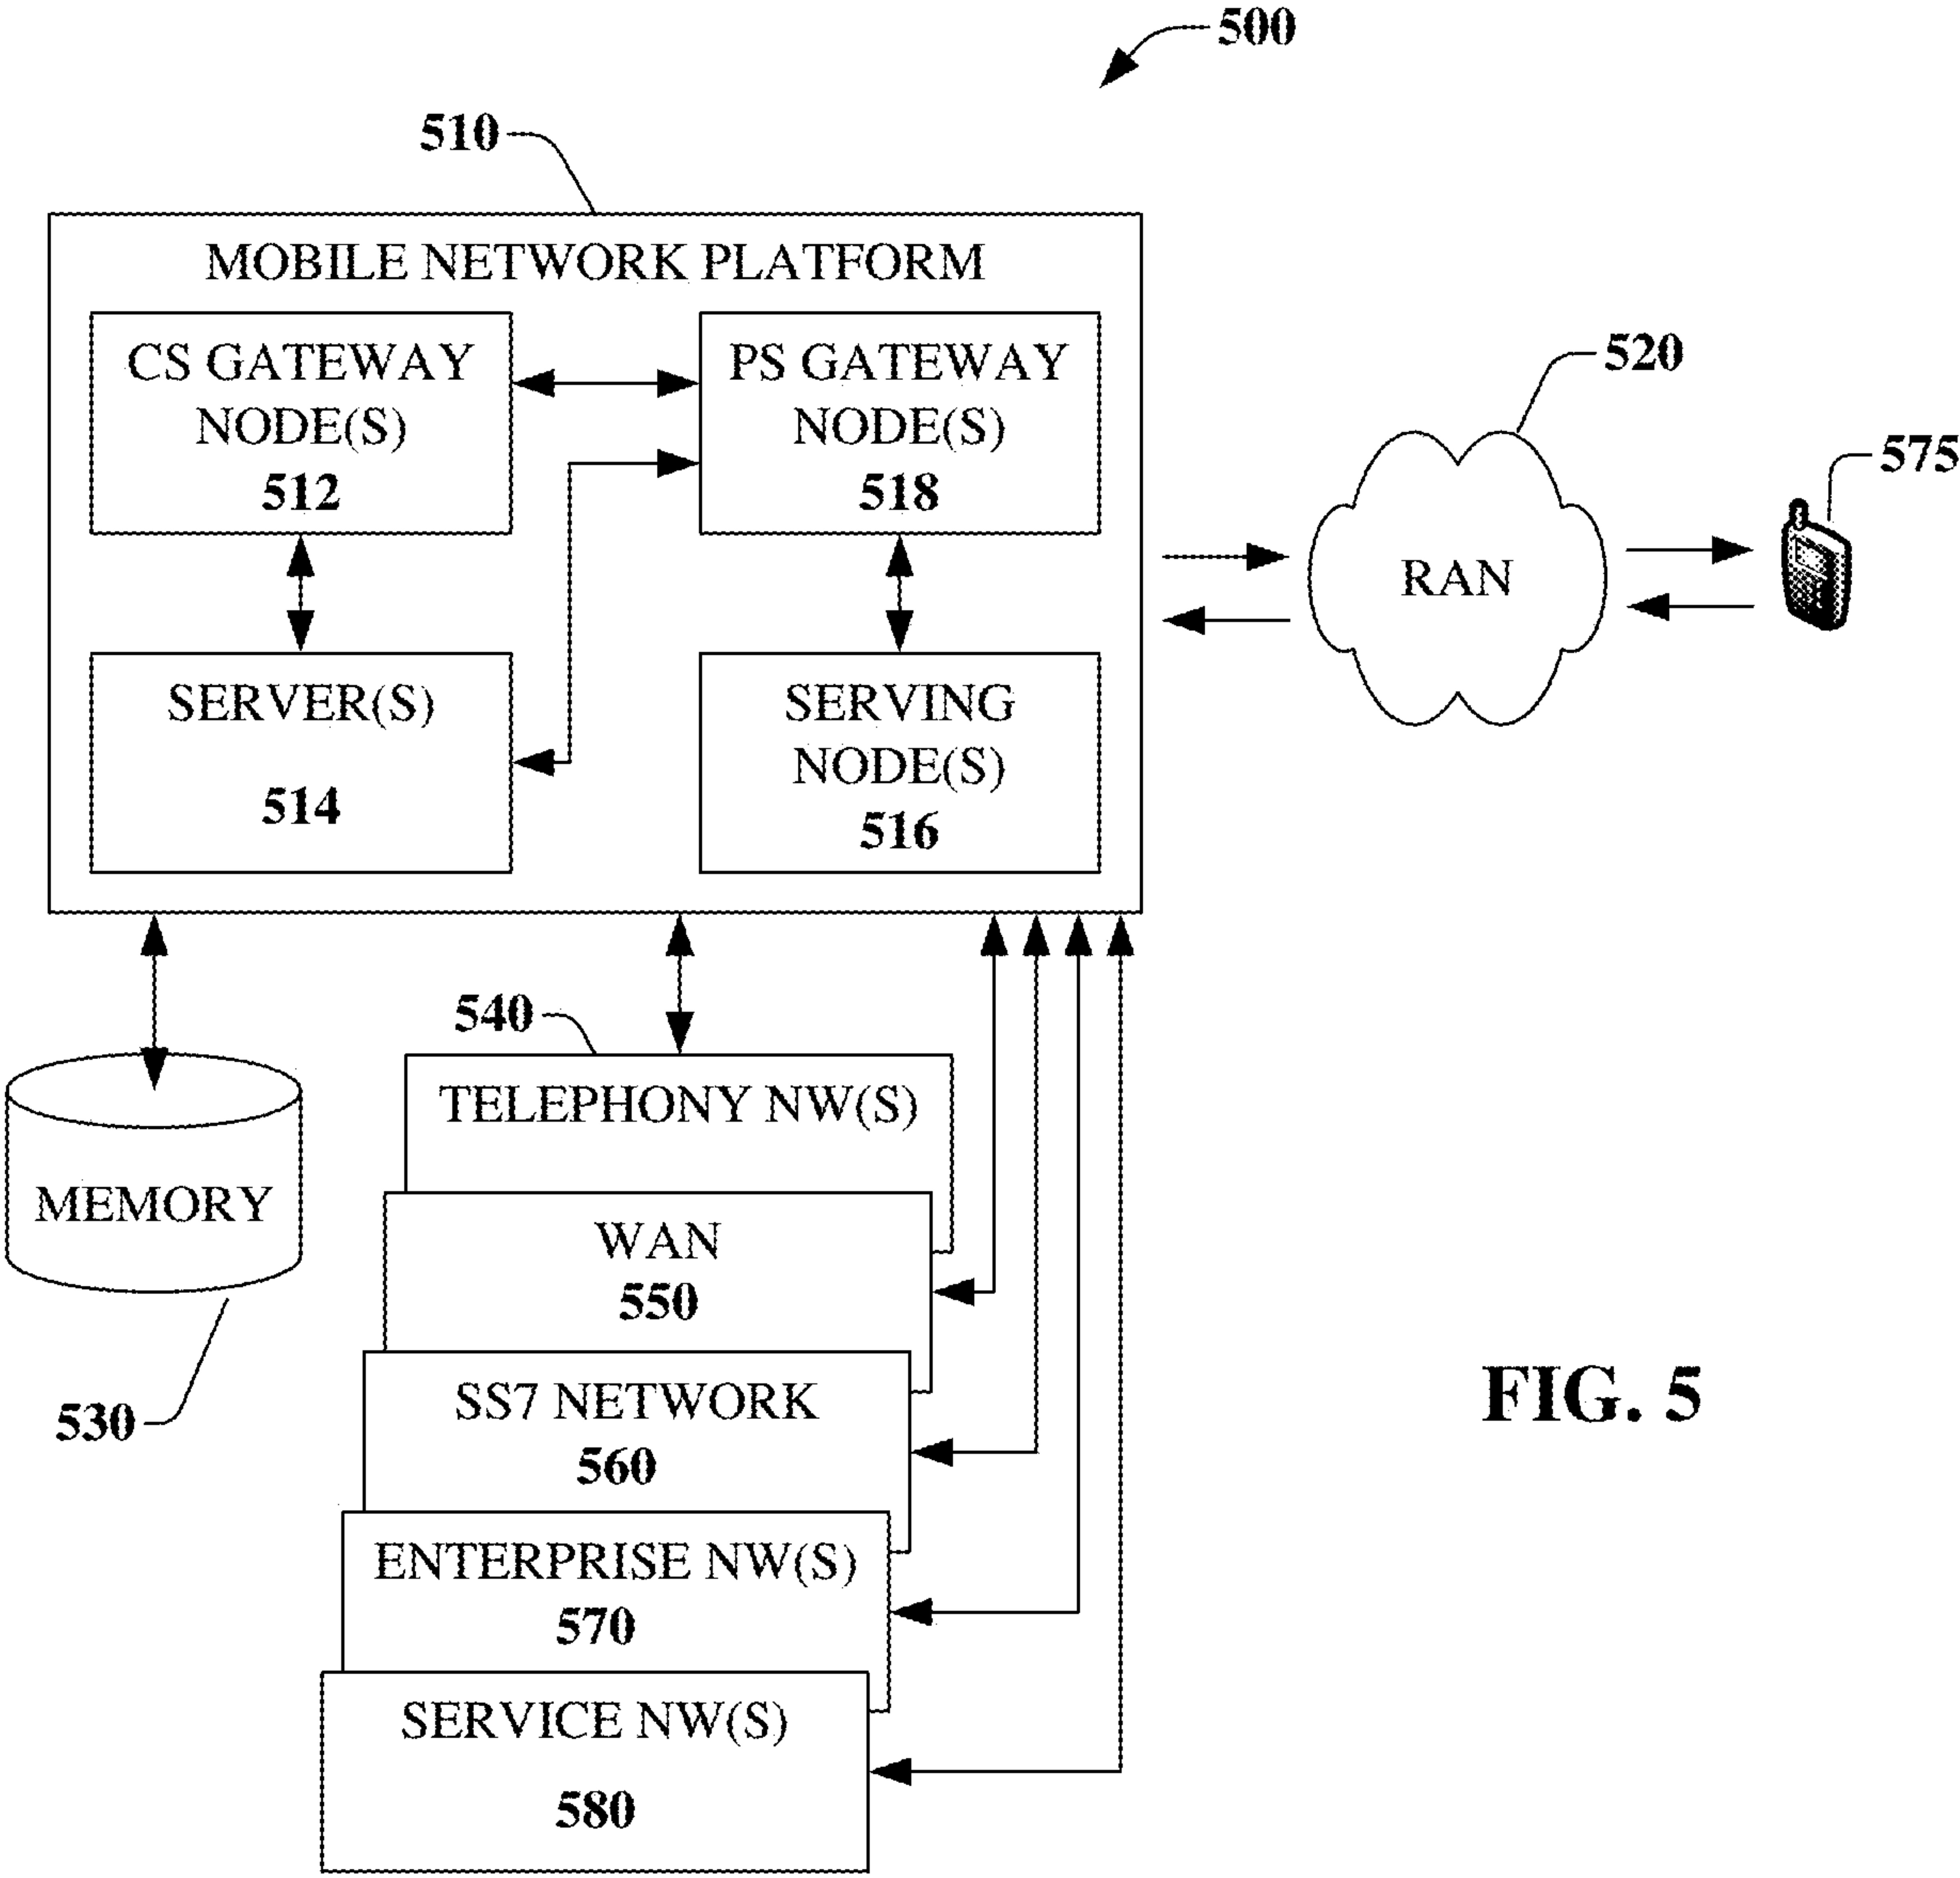 500
510
MOBILE NETWORK PLATFORM
CS GATEWAY
NODE(S)
512
PS GATEWAY
NODE(S)
518
SERVER(S)
514
SERVING
NODE(S)
516
520
RAN
575
540
TELEPHONY NW(S)
MEMORY
530
WAN
550
SS7 NETWORK
560
ENTERPRISE NW(S)
570
SERVICE NW(S)
580
FIG. 5